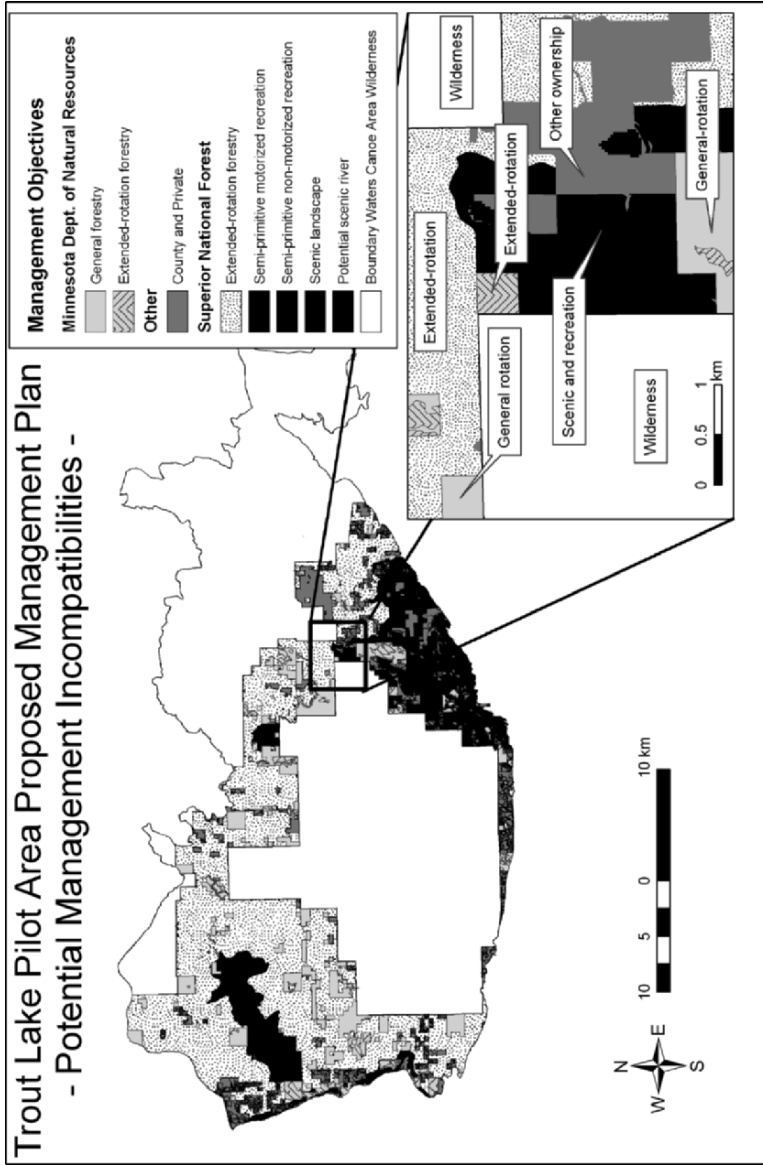 Trout Lake Pilot Area Proposed Management Plan
- Potential Management Incompatibilities -
Management Objectives
Minnesota Dept. of Natural Resources
General forestry
Extended-rotation forestry
Other
County and Private
Superior National Forest
Extended-rotation forestry
Semi-primitive motorized recreation
Semi-primitive non-motorized recreation
Scenic landscape
Potential scenic river
Boundary Waters Canoe Area Wilderness
Extended-rotation
Wilderness
Extended-rotation
Other ownership
General rotation
Scenic and recreation
General-rotation
Wilderness
0 0.5 1
km
N
W E
S
10 5 0 10 km